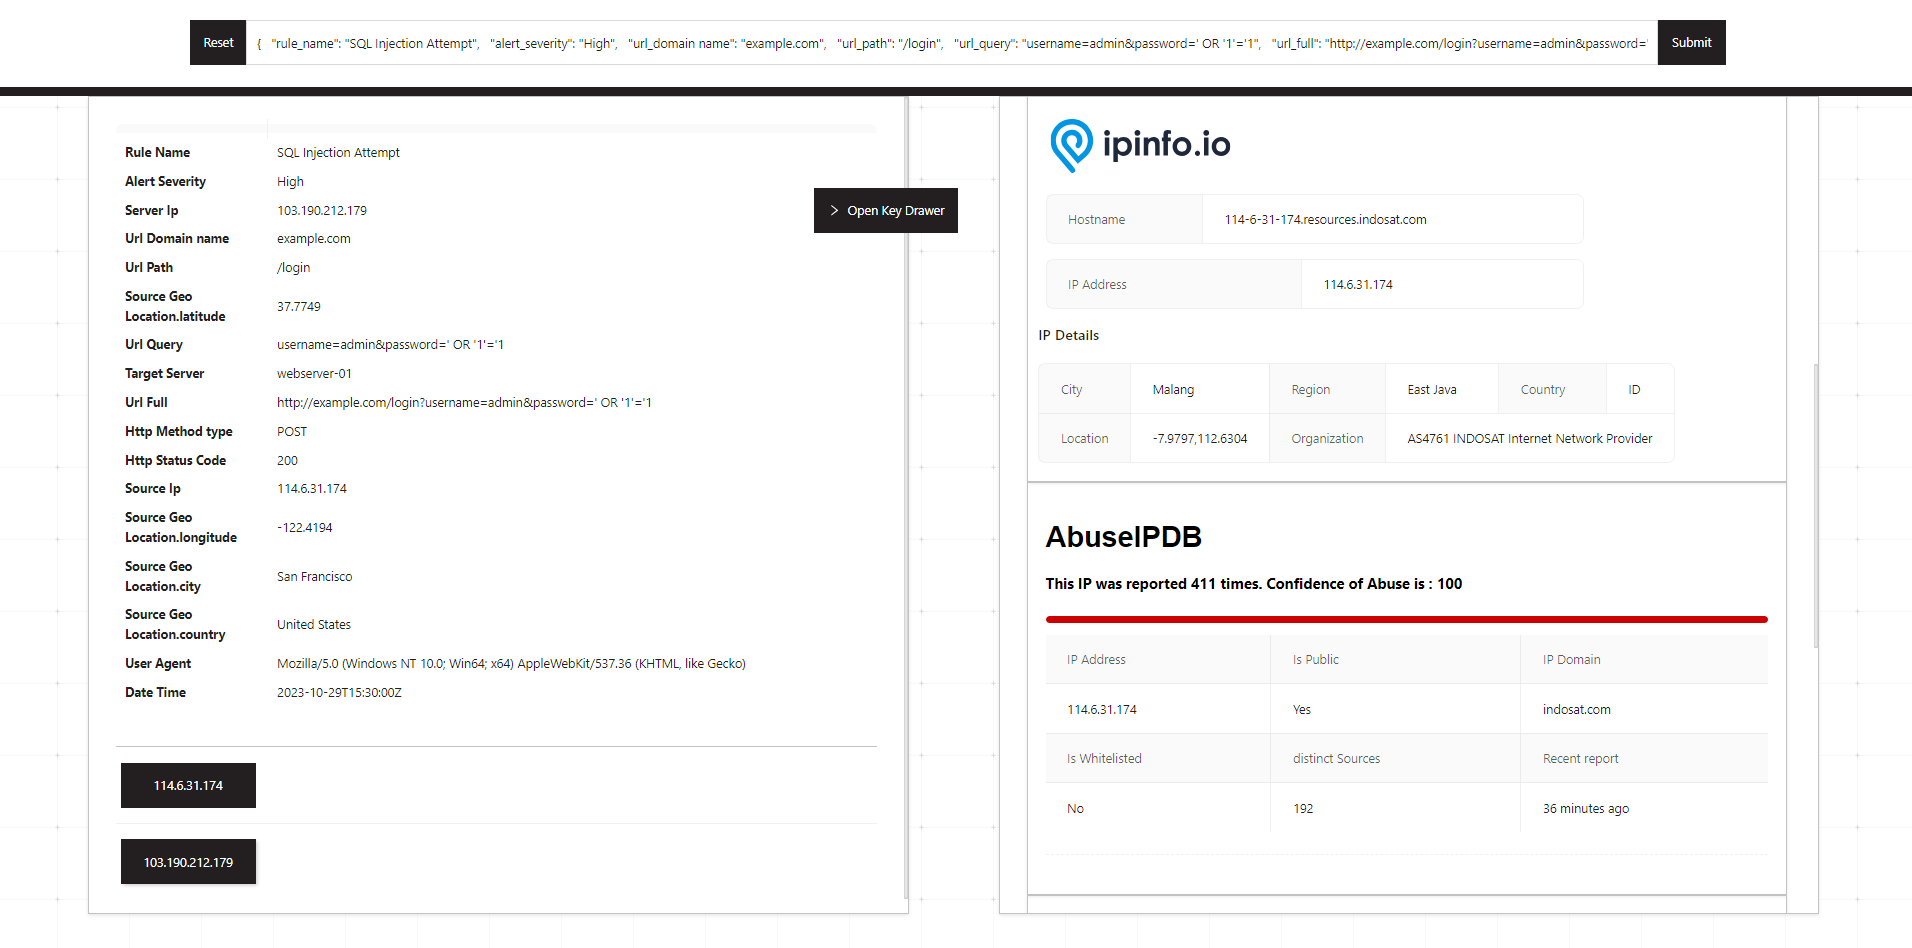 Reset
{   "rule_name": "SQL Injection Attempt",   "alert_severity": "High",   "url_domain name": "example.com",   "url_path": "/login",   "url_query": "username=admin&password=' OR '1'='1",   "url_full": "http://example.com/login?username=admin&password='
Submit
Rule Name SQL Injection Attempt
Alert Severity High
Server Ip 103.190.212.179
Url Domain name example.com
Url Path /login
Source Geo
Location.latitude 37.7749
Url Query username=admin&password=' OR '1'='1
Target Server webserver-01
Url Full http://example.com/login?username=admin&password=' OR '1'='1
Http Method type POST
Http Status Code 200
Source Ip 114.6.31.174
Source Geo
Location.longitude -122.4194
Source Geo
Location.city San Francisco
Source Geo
Location.country United States
User Agent Mozilla/5.0 (Windows NT 10.0; Win64; x64) AppleWebKit/537.36 (KHTML, like Gecko)
Date Time 2023-10-29T15:30:00Z
114.6.31.174
103.190.212.179
> Open Key Drawer
ipinfo.io
Hostname 114-6-31-174.resources.indosat.com
IP Address 114.6.31.174
IP Details
City Malang Region East Java Country ID
Location -7.9797,112.6304 Organization AS4761 INDOSAT Internet Network Provider
AbuseIPDB
This IP was reported 411 times. Confidence of Abuse is : 100
IP Address Is Public IP Domain
114.6.31.174 Yes indosat.com
Is Whitelisted distinct Sources Recent report
No 192 36 minutes ago